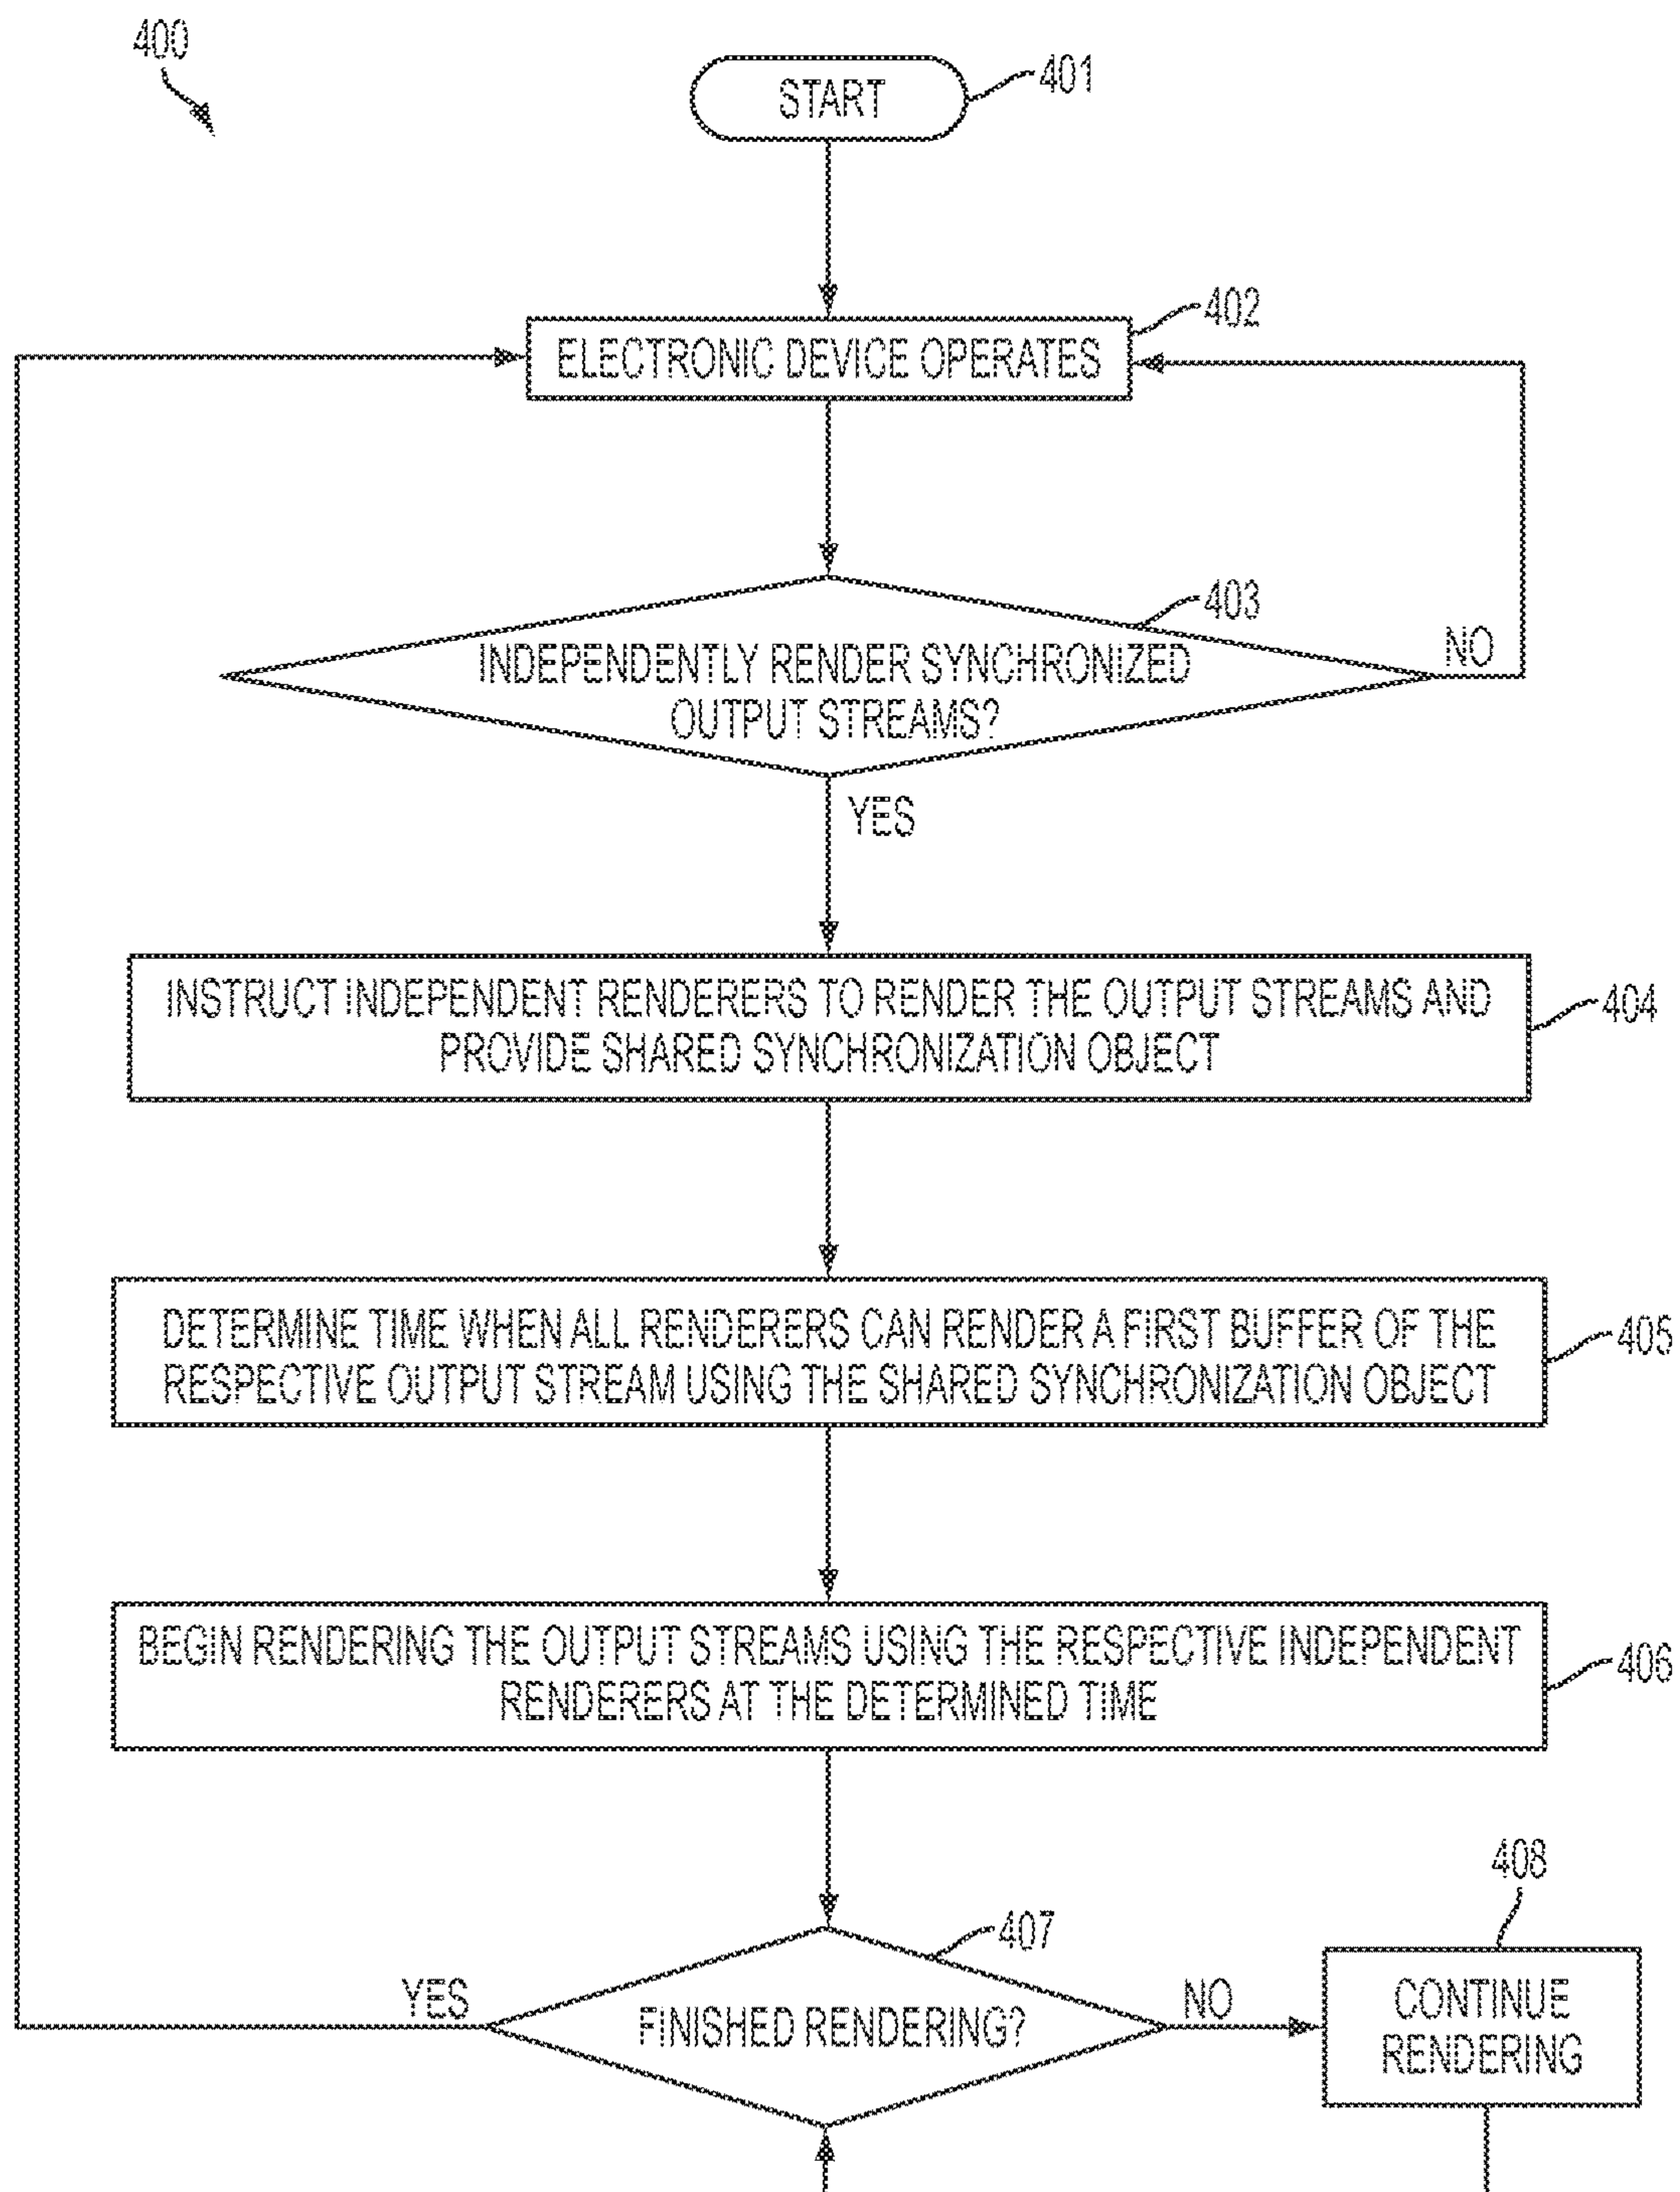 400
START
401
ELECTRONIC DEVICE OPERATES
402
403
INDEPENDENTLY RENDER SYNCHRONIZED
OUTPUT STREAMS?
NO
YES
INSTRUCT INDEPENDENT RENDERERS TO RENDER THE OUTPUT STREAMS AND
PROVIDE SHARED SYNCHRONIZATION OBJECT
404
DETERMINE TIME WHEN ALL RENDERERS CAN RENDER A FIRST BUFFER OF THE
RESPECTIVE OUTPUT STREAM USING THE SHARED SYNCHRONIZATION OBJECT
405
BEGIN RENDERING THE OUTPUT STREAMS USING THE RESPECTIVE INDEPENDENT
RENDERERS AT THE DETERMINED TIME
406
407
FINISHED RENDERING?
YES
NO
408
CONTINUE
RENDERING